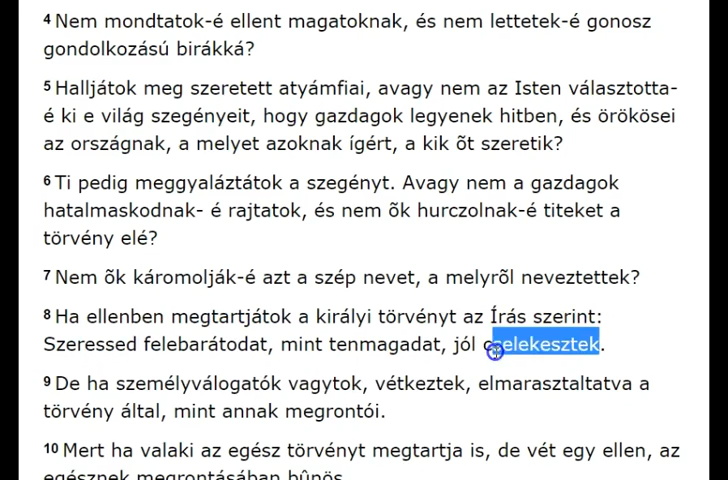 4 Nem mondtatok-é ellent magatoknak, és nem lettetek-é gonosz
gondolkozású birákká?
5 Halljátok meg szeretett atyámfiai, avagy nem az Isten választotta-
é ki e világ szegényeit, hogy gazdagok legyenek hitben, és örökösei
az országnak, a melyet azoknak ígért, a kik õt szeretik?
6 Ti pedig meggyaláztátok a szegényt. Avagy nem a gazdagok
hatalmaskodnak- é rajtatok, és nem õk hurczolnak-é titeket a
törvény elé?
7 Nem õk káromolják-é azt a szép nevet, a melyrõl neveztettek?
8 Ha ellenben megtartjátok a királyi törvényt az Írás szerint:
Szeressed felebarátodat, mint tenmagadat, jól cselekesztek.
9 De ha személyválogatók vagytok, vétkeztek, elmarasztaltatva a
törvény által, mint annak megrontói.
10 Mert ha valaki az egész törvényt megtartja is, de vét egy ellen, az
egésznek megrontásában bûnös.